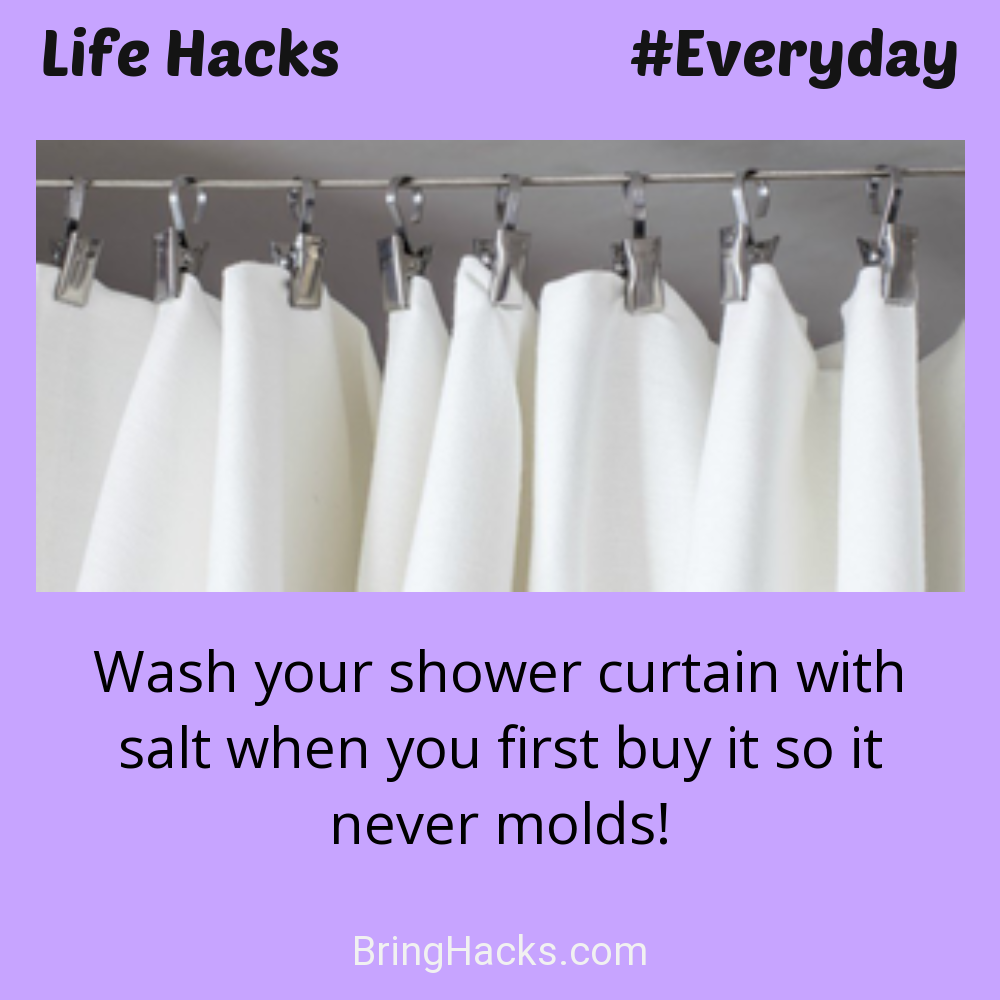 Life Hacks
#Everyday
Wash your shower curtain with
salt when you first buy it so it
never molds!
BringHacks.com